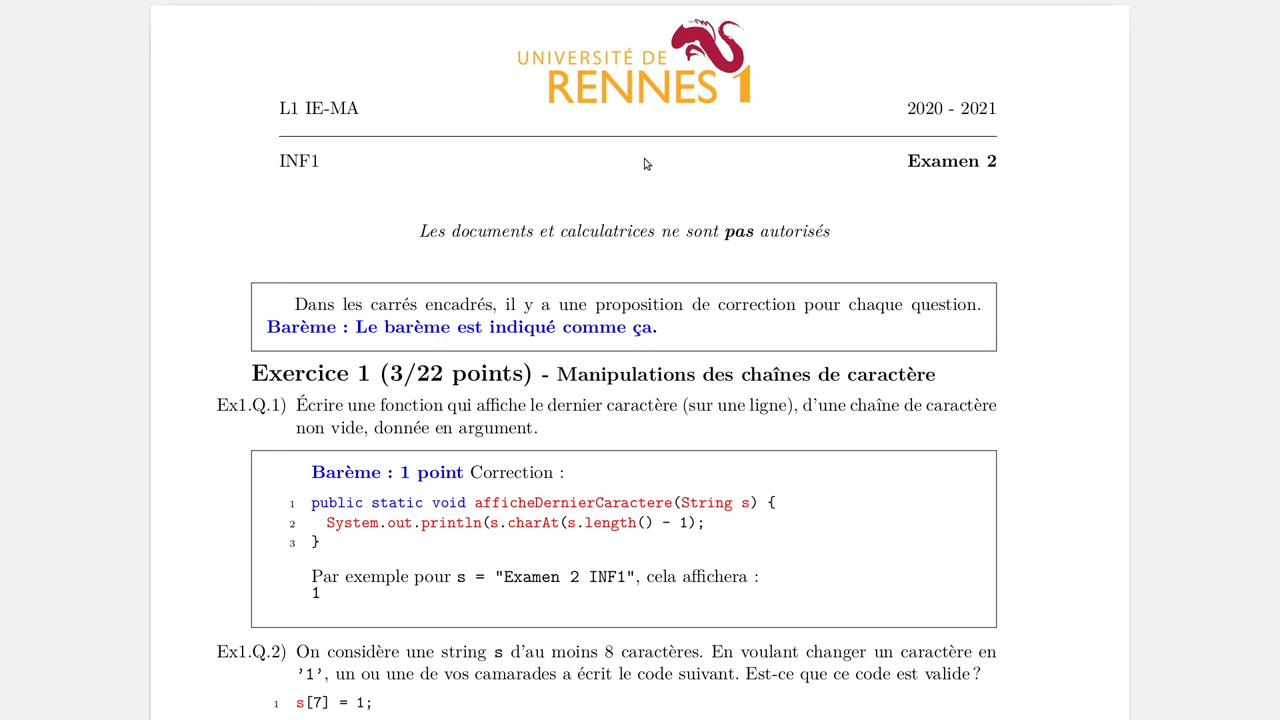 UNIVERSITÉ DE
RENNES 1
L1 IE-MA 2020 - 2021
INF1 Examen 2
Les documents et calculatrices ne sont pas autorisés
Dans les carrés encadrés, il y a une proposition de correction pour chaque question.
Barème : Le barème est indiqué comme ça.
Exercice 1 (3/22 points) - Manipulations des chaînes de caractère
Ex1.Q.1) Écrire une fonction qui affiche le dernier caractère (sur une ligne), d'une chaîne de caractère
non vide, donnée en argument.
Barème : 1 point Correction :
1 public static void afficheDernierCaractere(String s) {
2 System.out.println(s.charAt(s.length() - 1);
3 }
Par exemple pour s = "Examen 2 INF1", cela affichera :
1
Ex1.Q.2) On considère une string s d'au moins 8 caractères. En voulant changer un caractère en
'1', un ou une de vos camarades a écrit le code suivant. Est-ce que ce code est valide ?
1 s[7] = 1;